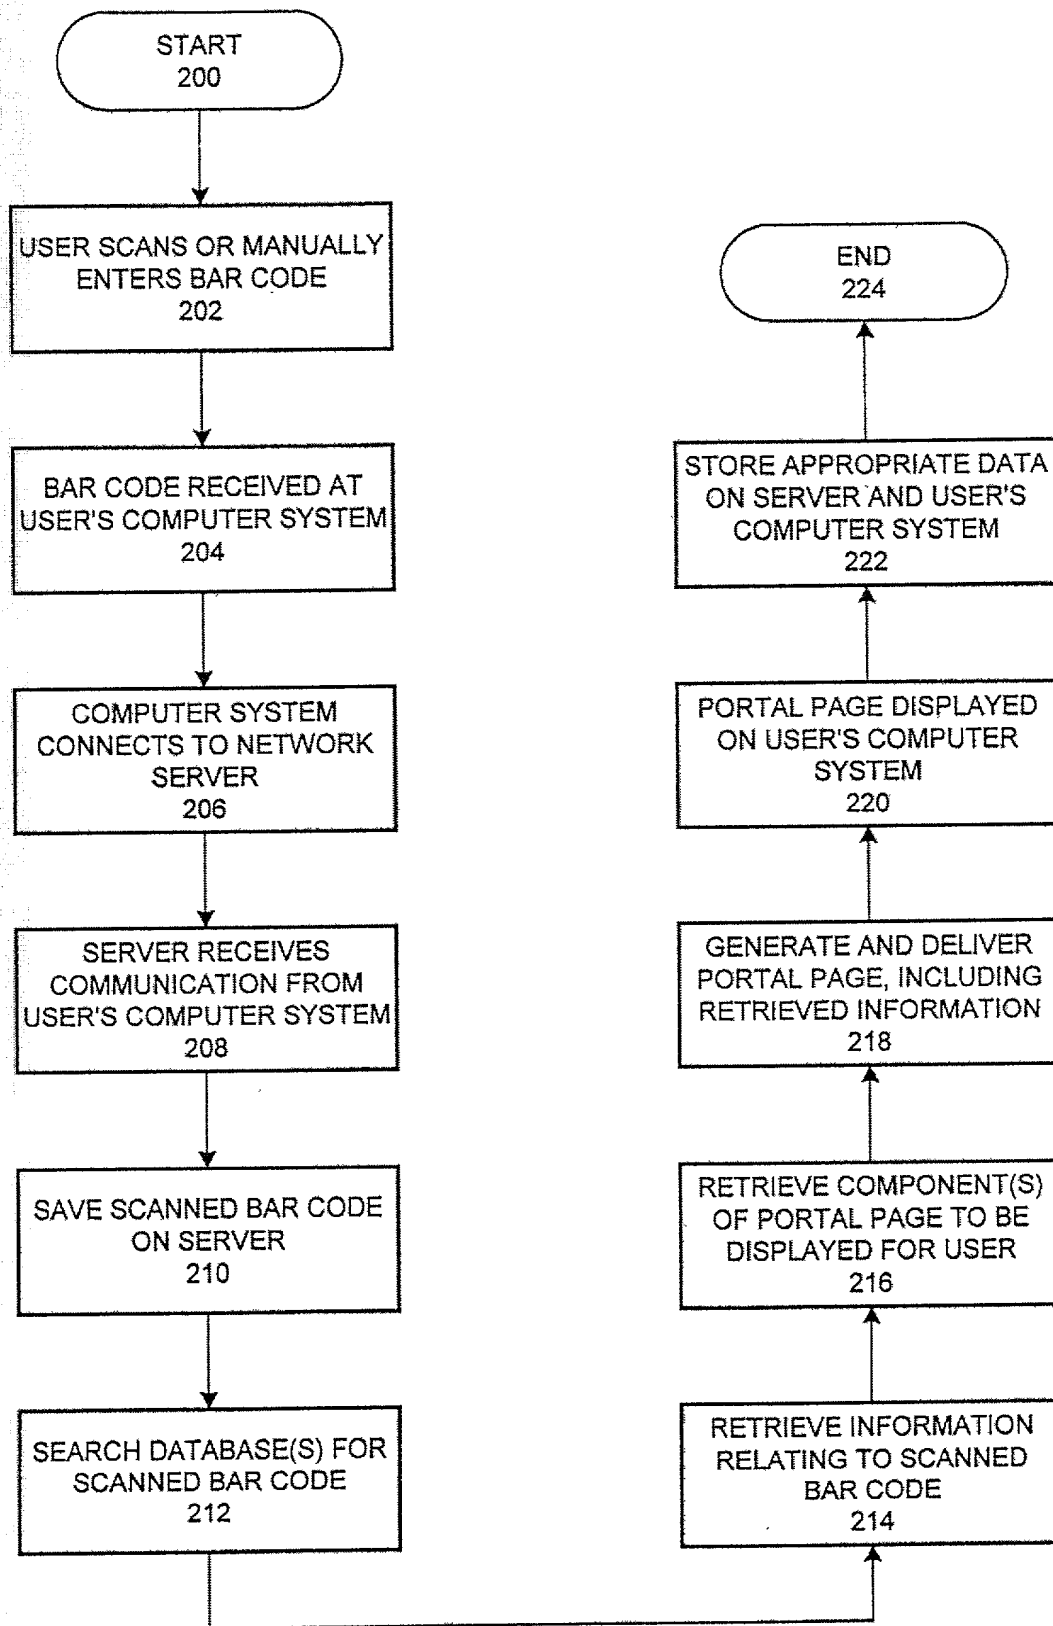 START
200
USER SCANS OR MANUALLY
ENTERS BAR CODE
202
BAR CODE RECEIVED AT
USER'S COMPUTER SYSTEM
204
COMPUTER SYSTEM
CONNECTS TO NETWORK
SERVER
206
SERVER RECEIVES
COMMUNICATION FROM
USER'S COMPUTER SYSTEM
208
SAVE SCANNED BAR CODE
ON SERVER
210
SEARCH DATABASE(S) FOR
SCANNED BAR CODE
212
RETRIEVE INFORMATION
RELATING TO SCANNED
BAR CODE
214
RETRIEVE COMPONENT(S)
OF PORTAL PAGE TO BE
DISPLAYED FOR USER
216
GENERATE AND DELIVER
PORTAL PAGE, INCLUDING
RETRIEVED INFORMATION
218
PORTAL PAGE DISPLAYED
ON USER'S COMPUTER
SYSTEM
220
STORE APPROPRIATE DATA
ON SERVER AND USER'S
COMPUTER SYSTEM
222
END
224